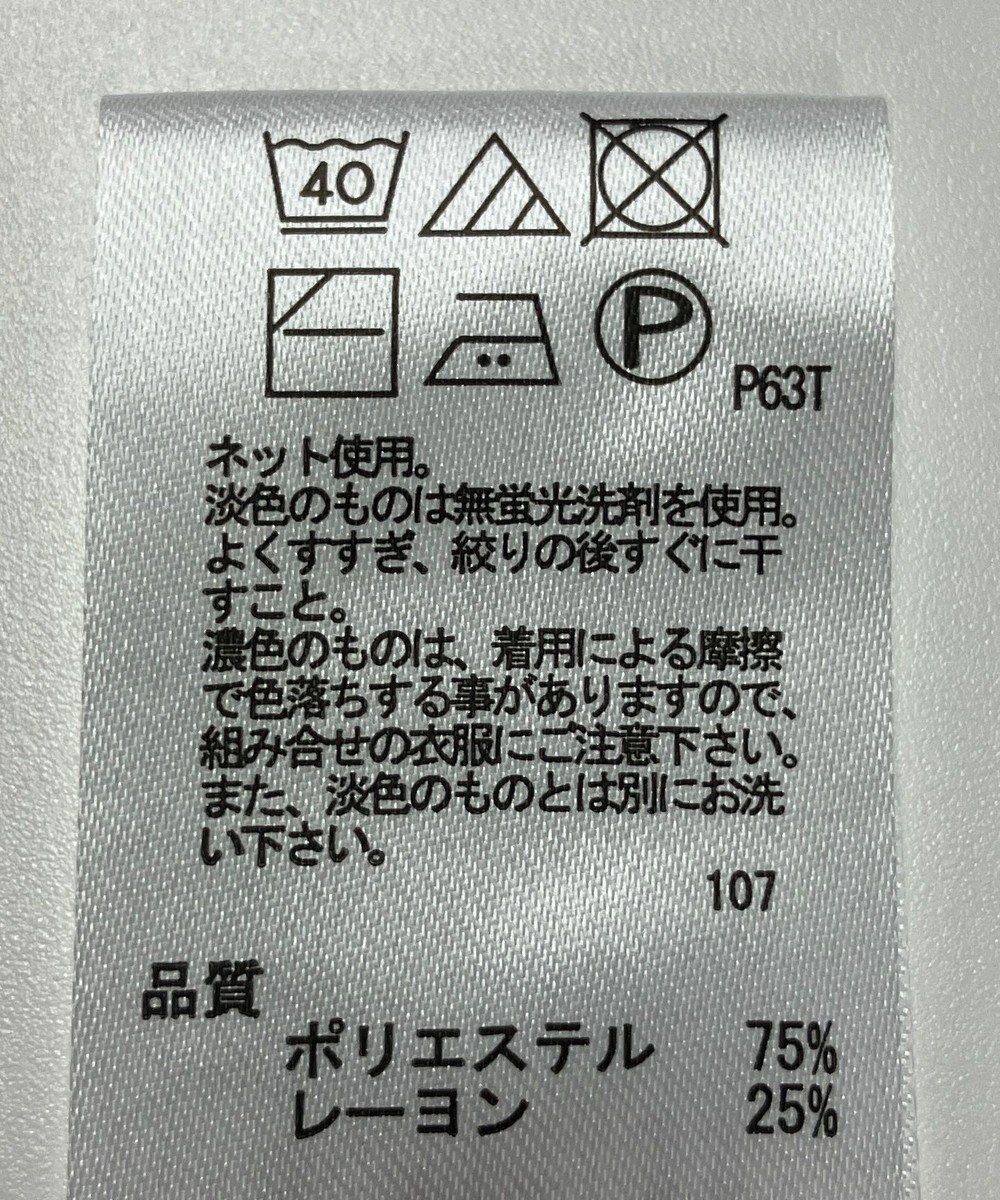 40
P
P63T
ネット使用。
淡色のものは無蛍光洗剤を使用。
よくすすぎ、絞りの後すぐに干
すこと。
濃色のものは、着用による摩擦
で色落ちする事がありますので、
組み合せの衣服にご注意下さい。
また、淡色のものとは別にお洗
い下さい。
107
品質
ポリエステル 75%
レーヨン 25%